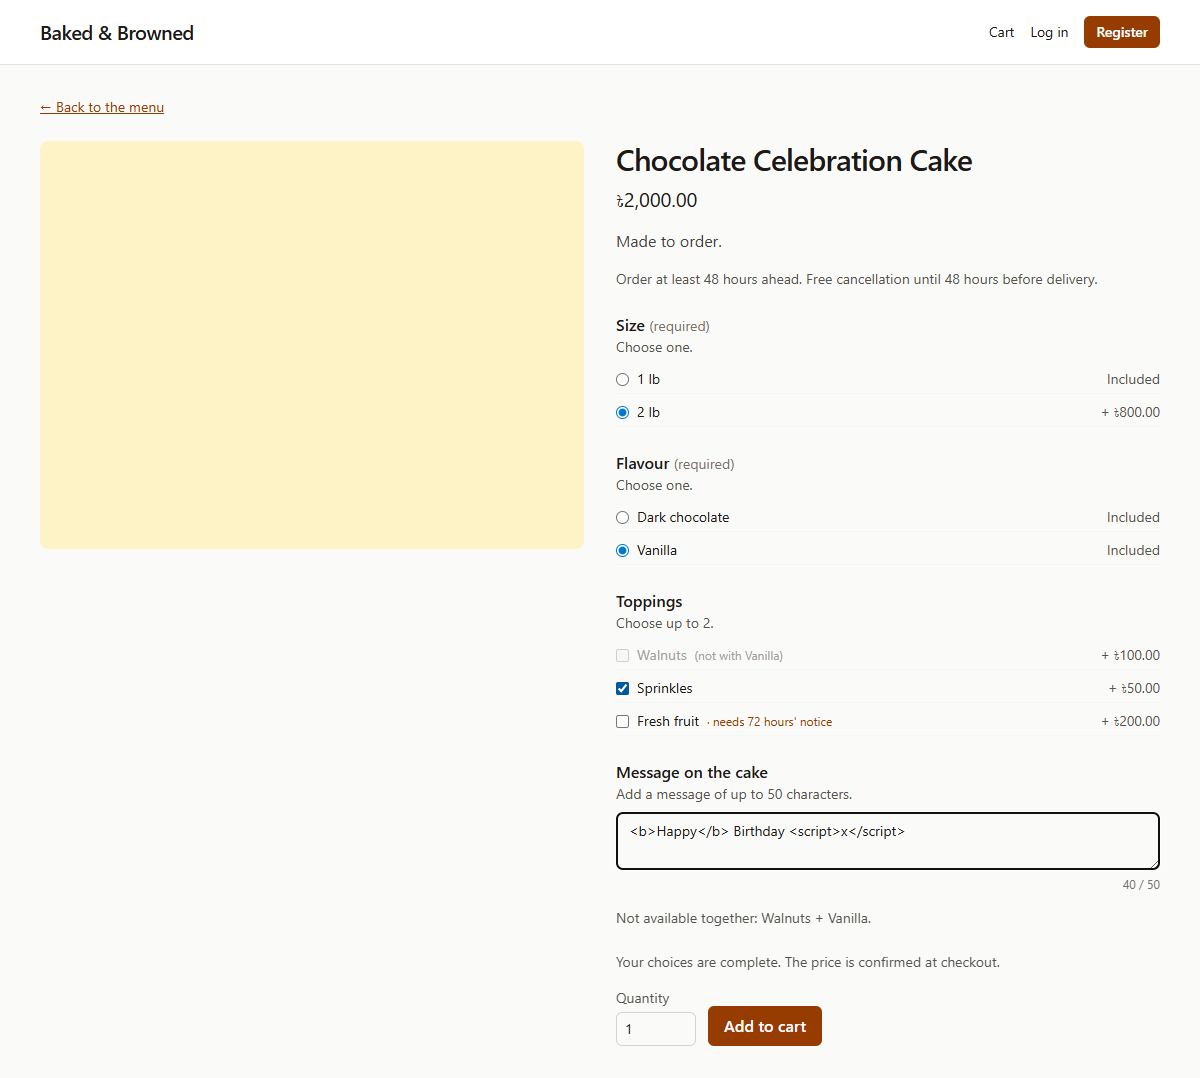 Baked & Browned
Cart Log in Register
← Back to the menu
Chocolate Celebration Cake
৳2,000.00
Made to order.
Order at least 48 hours ahead. Free cancellation until 48 hours before delivery.
Size (required)
Choose one.
1 lb Included
2 lb + ৳800.00
Flavour (required)
Choose one.
Dark chocolate Included
Vanilla Included
Toppings
Choose up to 2.
Walnuts (not with Vanilla) + ৳100.00
Sprinkles + ৳50.00
Fresh fruit · needs 72 hours' notice + ৳200.00
Message on the cake
Add a message of up to 50 characters.
<b>Happy</b> Birthday <script>x</script>
40 / 50
Not available together: Walnuts + Vanilla.
Your choices are complete. The price is confirmed at checkout.
Quantity
1 Add to cart